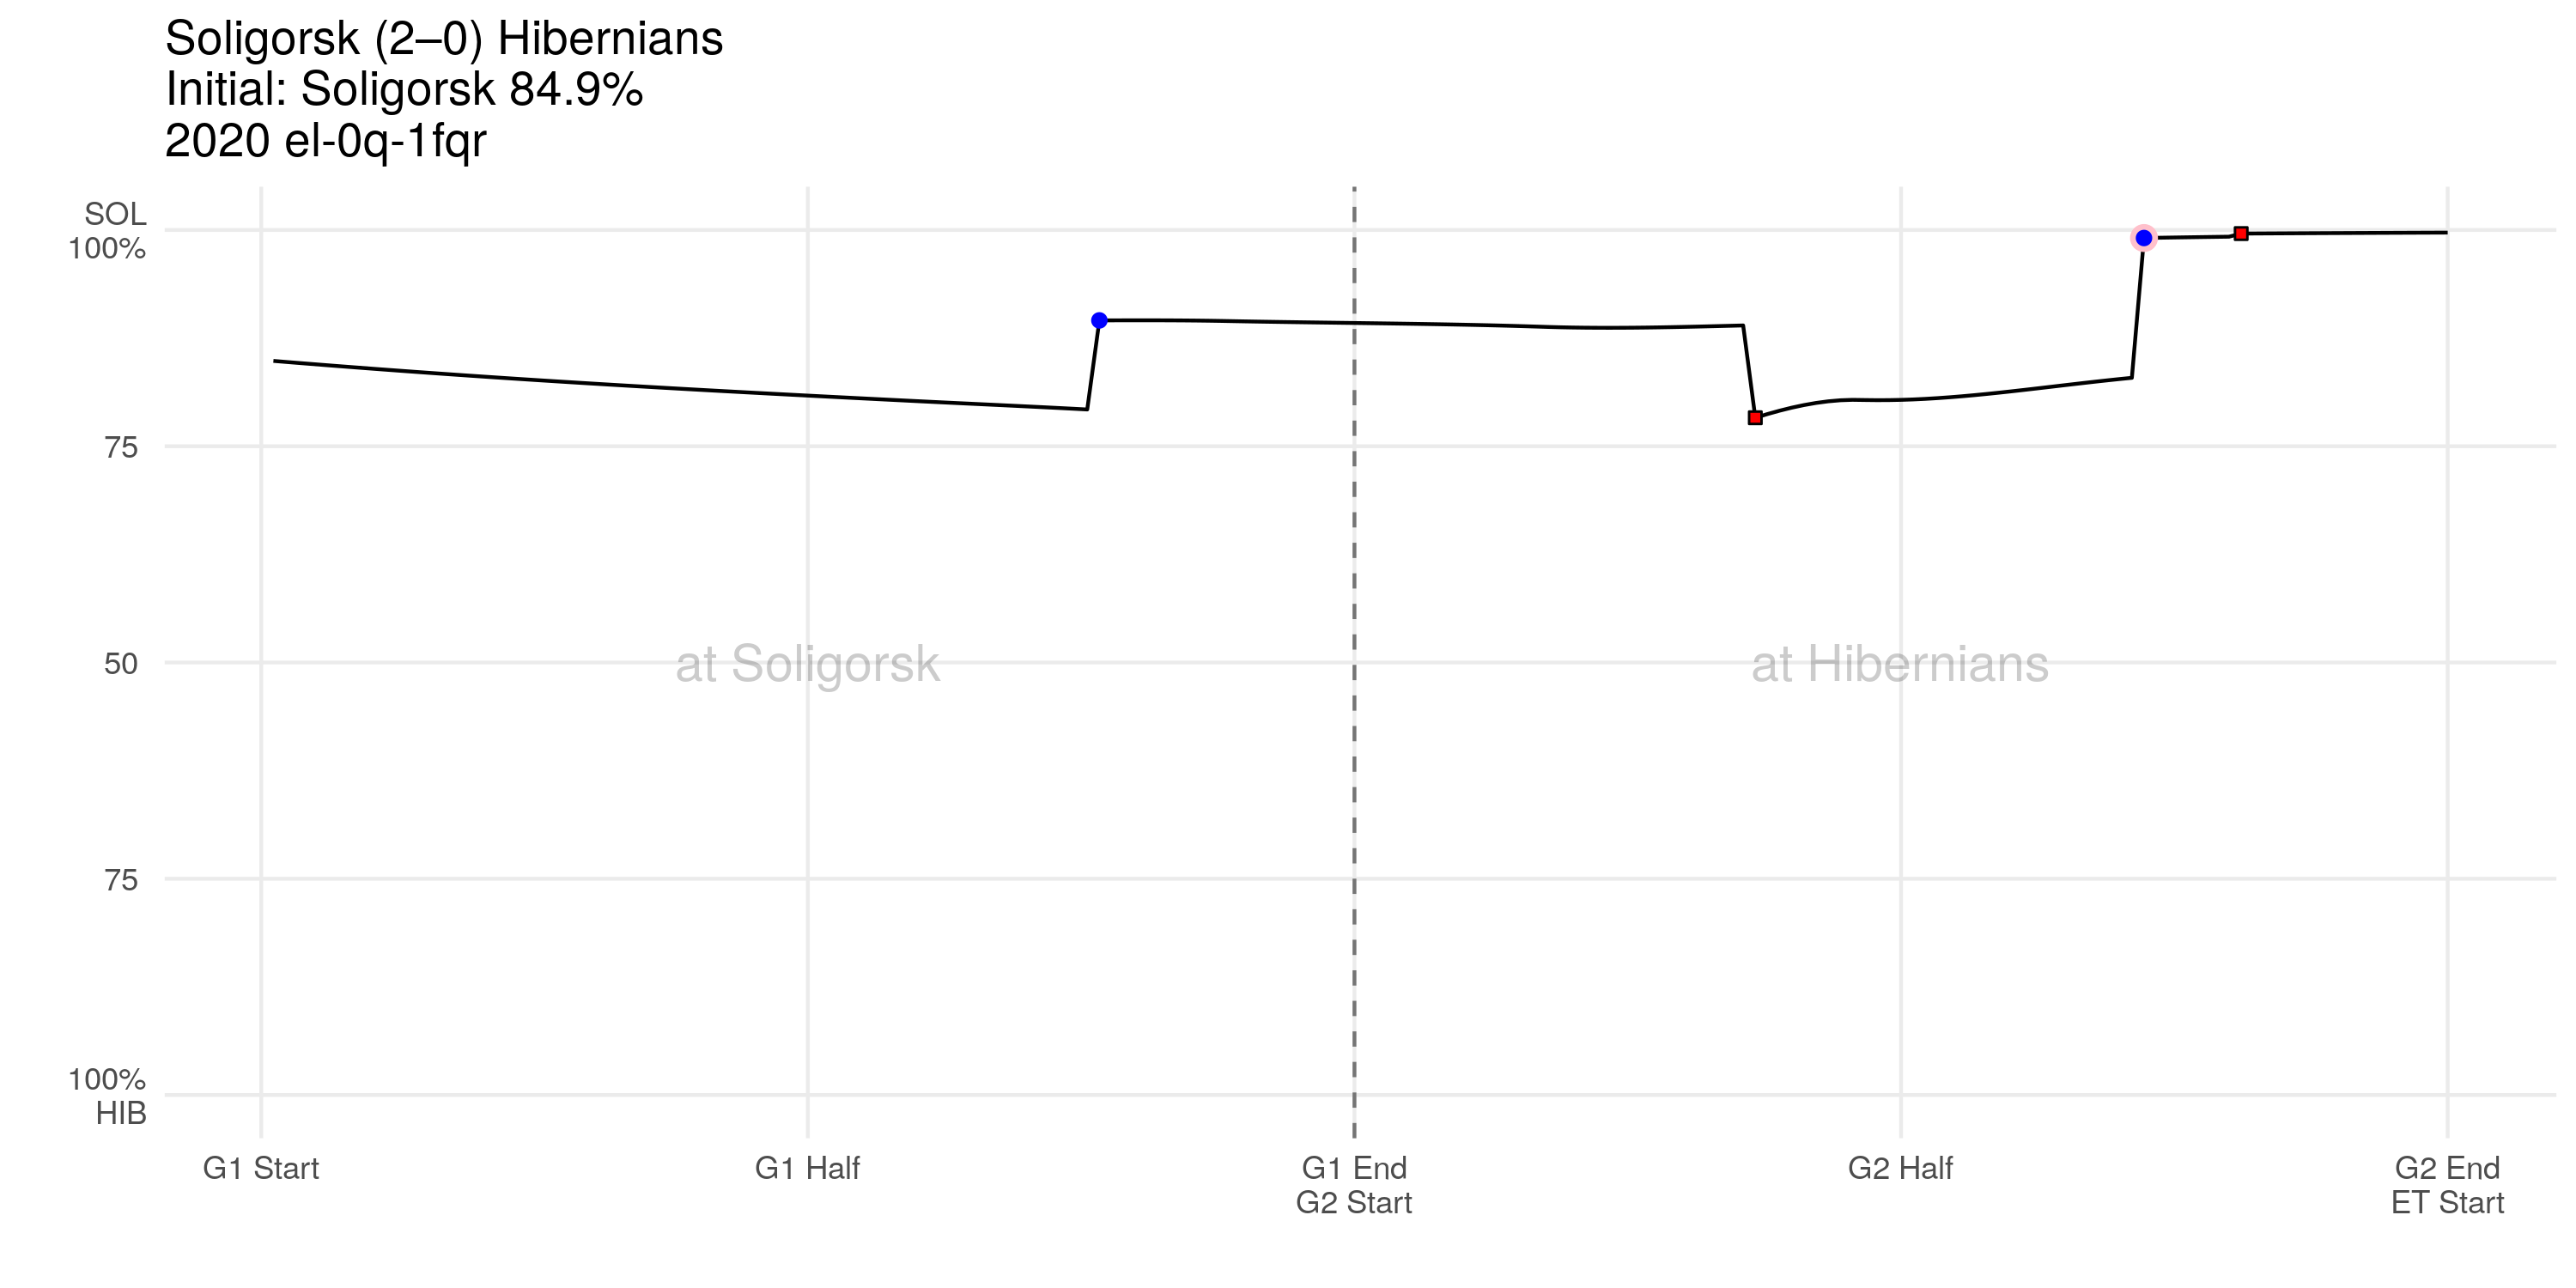 Soligorsk (2–0) Hibernians
Initial: Soligorsk 84.9%
2020 el-0q-1fqr
SOL
100%
75
50
75
100%
HIB
at Soligorsk
at Hibernians
G1 Start
G1 Half
G1 End
G2 Start
G2 Half
G2 End
ET Start